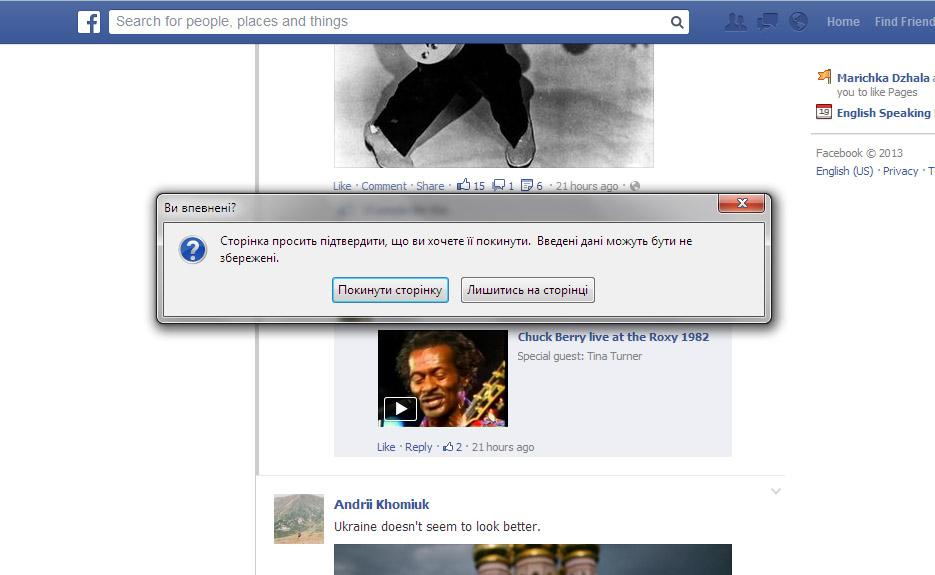 Search for people, places and things
Home Find Friend
Marichka Dzhala
you to like Pages
19
English Speaking
Facebook © 2013
English (US) · Privacy ·
Like · Comment · Share · 15 1 6 · 21 hours ago ·
Ви впевнені?
Сторінка просить підтвердити, що ви хочете її покинути. Введені дані можуть бути не
збережені.
Покинути сторінку Лишитись на сторінці
Chuck Berry live at the Roxy 1982
Special guest: Tina Turner
Like · Reply · 2 · 21 hours ago
Andrii Khomiuk
Ukraine doesn't seem to look better.